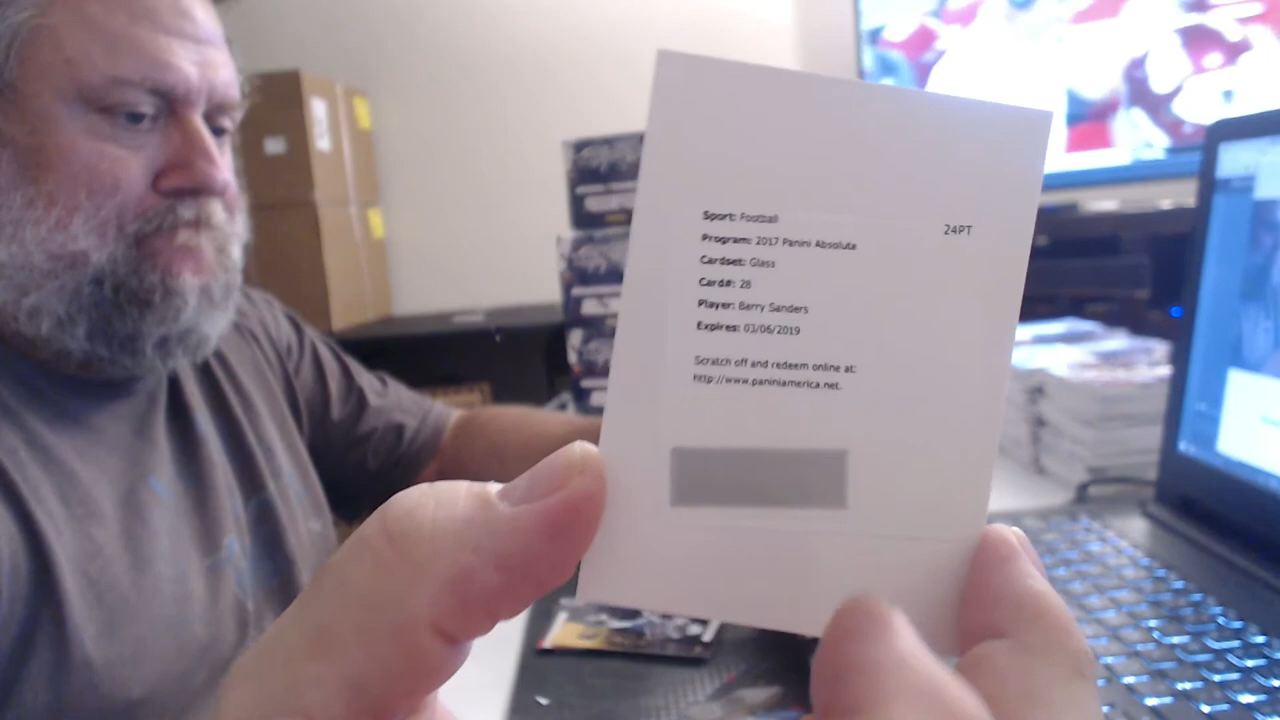 Sport: Football
24PT
Program: 2017 Panini Absolute
Cardset: Glass
Card#: 28
Player: Barry Sanders
Expires: 03/06/2019
Scratch off and redeem online at:
http://www.paniniamerica.net.